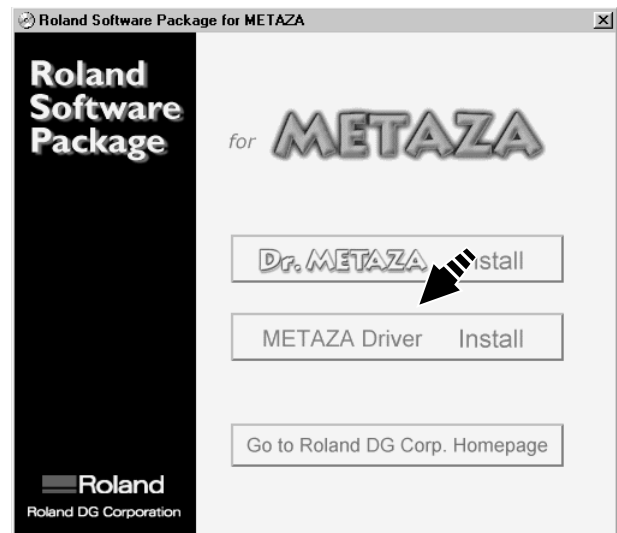 Roland Software Package for METAZA
Roland
Software
Package
for METAZA
Dr. METAZA Install
METAZA Driver Install
Go to Roland DG Corp. Homepage
Roland
Roland DG Corporation